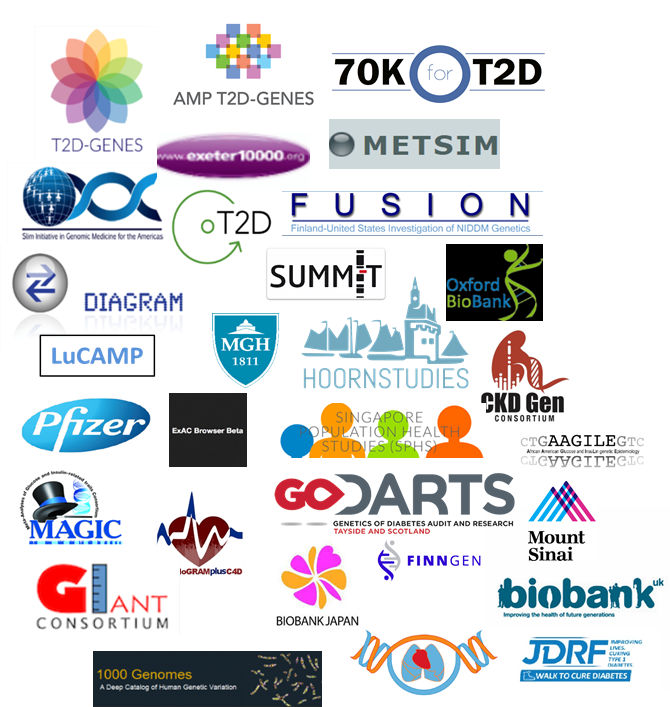 T2D-GENES
AMP T2D-GENES
70K for T2D
www.exeter10000.org
METSIM
Slim Initiative in Genomic Medicine for the Americas
T2D
FUSION
Finland-United States Investigation of NIDDM Genetics
SUMMIT
Oxford
BioBank
DIAGRAM
LuCAMP
MGH
1811
HOORNSTUDIES
CKD Gen
CONSORTIUM
Pfizer
ExAC Browser Beta
SINGAPORE
POPULATION HEALTH
STUDIES (SPHS)
CTGAAGILEGTC
African American Glucose and Insulin genetic Epidemiology
MAGIC
ioGRAMplusC4D
GODARTS
GENETICS OF DIABETES AUDIT AND RESEARCH
TAYSIDE AND SCOTLAND
Mount
Sinai
GIANT
CONSORTIUM
BIOBANK JAPAN
FINNGEN
biobank uk
Improving the health of future generations
1000 Genomes
A Deep Catalog of Human Genetic Variation
JDRF
IMPROVING
LIVES.
CURING
TYPE 1
DIABETES
WALK TO CURE DIABETES